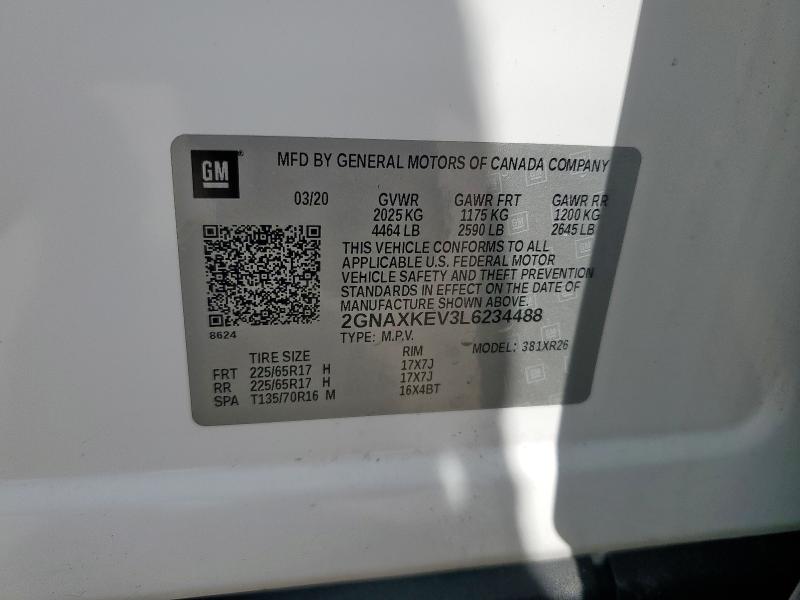 GM
MFD BY GENERAL MOTORS OF CANADA COMPANY
03/20 GVWR GAWR FRT GAWR RR
2025 KG 1175 KG 1200 KG
4464 LB 2590 LB 2645 LB
THIS VEHICLE CONFORMS TO ALL
APPLICABLE U.S. FEDERAL MOTOR
VEHICLE SAFETY AND THEFT PREVENTION
STANDARDS IN EFFECT ON THE DATE OF
MANUFACTURE SHOWN ABOVE.
2GNAXKEV3L6234488
8624
TYPE: M.P.V. MODEL: 381XR26
TIRE SIZE RIM
FRT 225/65R17 H 17X7J
RR 225/65R17 H 17X7J
SPA T135/70R16 M 16X4BT